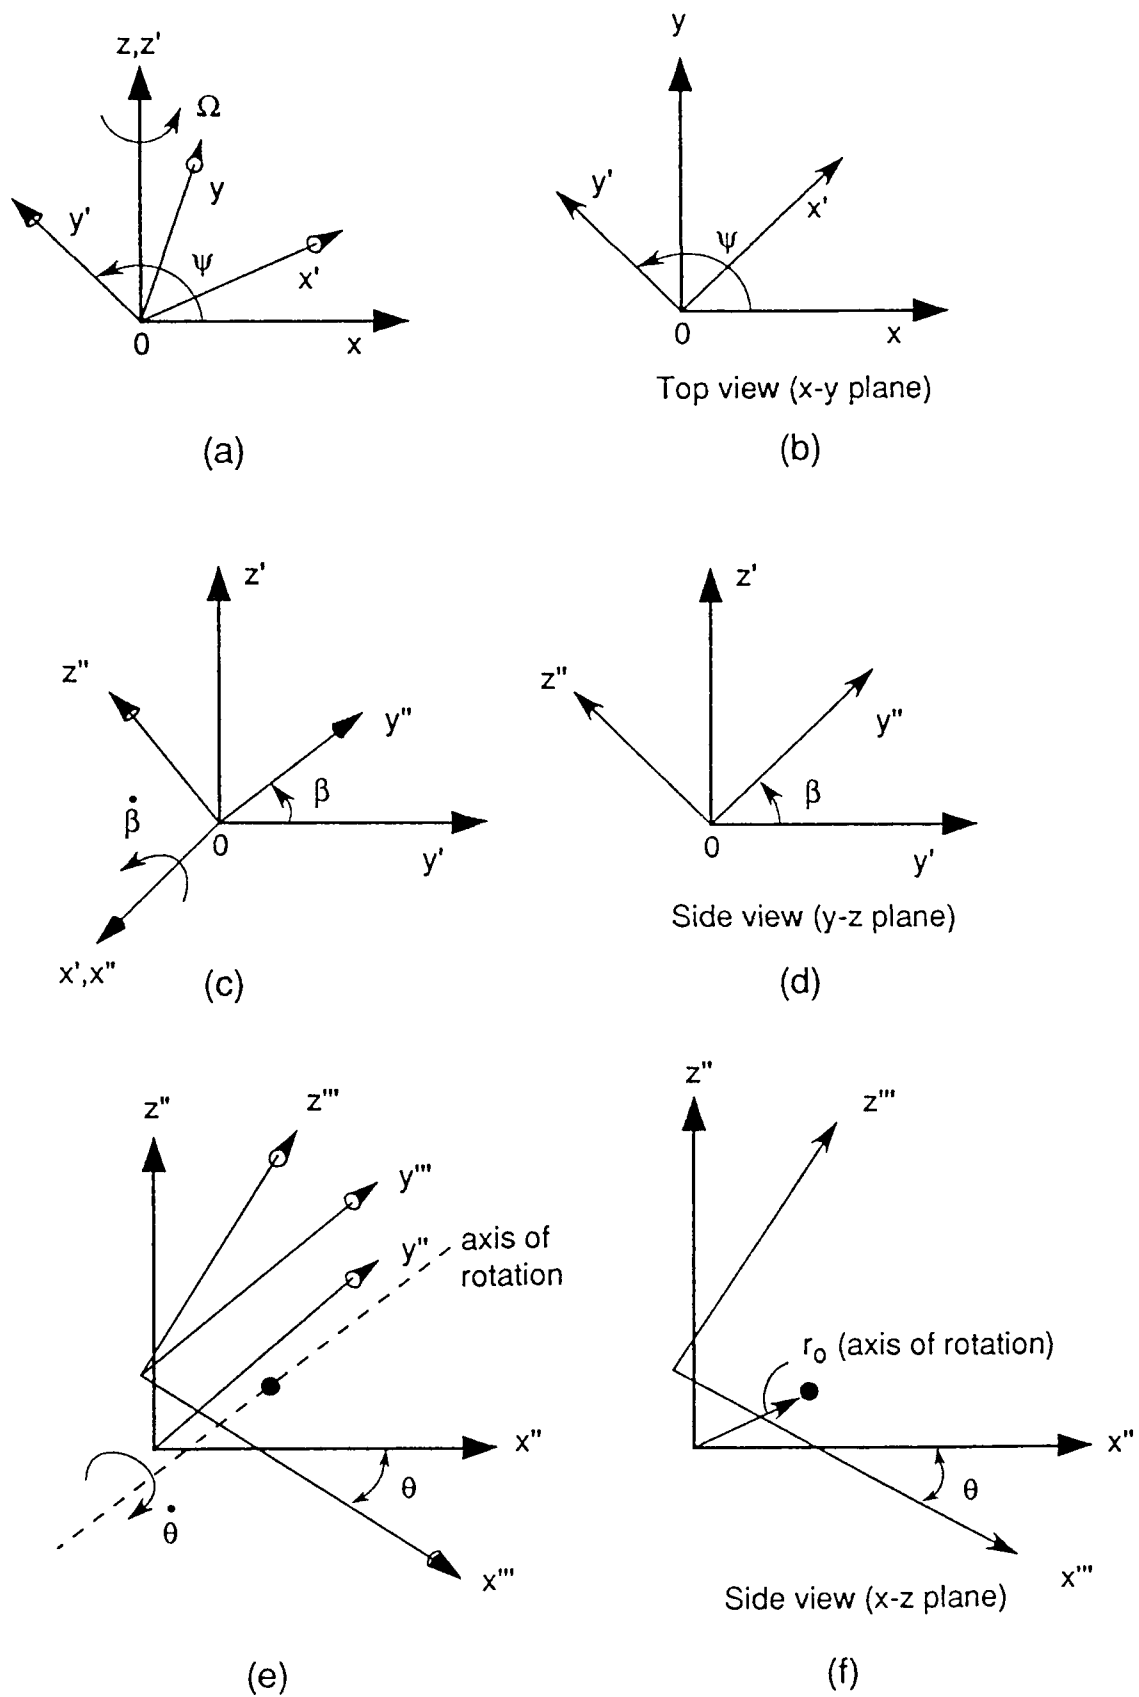 z,z'
Ω
y
y'
ψ
x'
0
x
(a)
y
y'
ψ
x'
0
x
Top view (x-y plane)
(b)
z'
z"
y"
β
β̇
0
y'
x',x"
(c)
z'
z"
y"
β
0
y'
Side view (y-z plane)
(d)
z"
z'''
y'''
y"
axis of
rotation
x"
θ
θ̇
x'''
(e)
z"
z'''
r₀ (axis of rotation)
x"
θ
x'''
Side view (x-z plane)
(f)